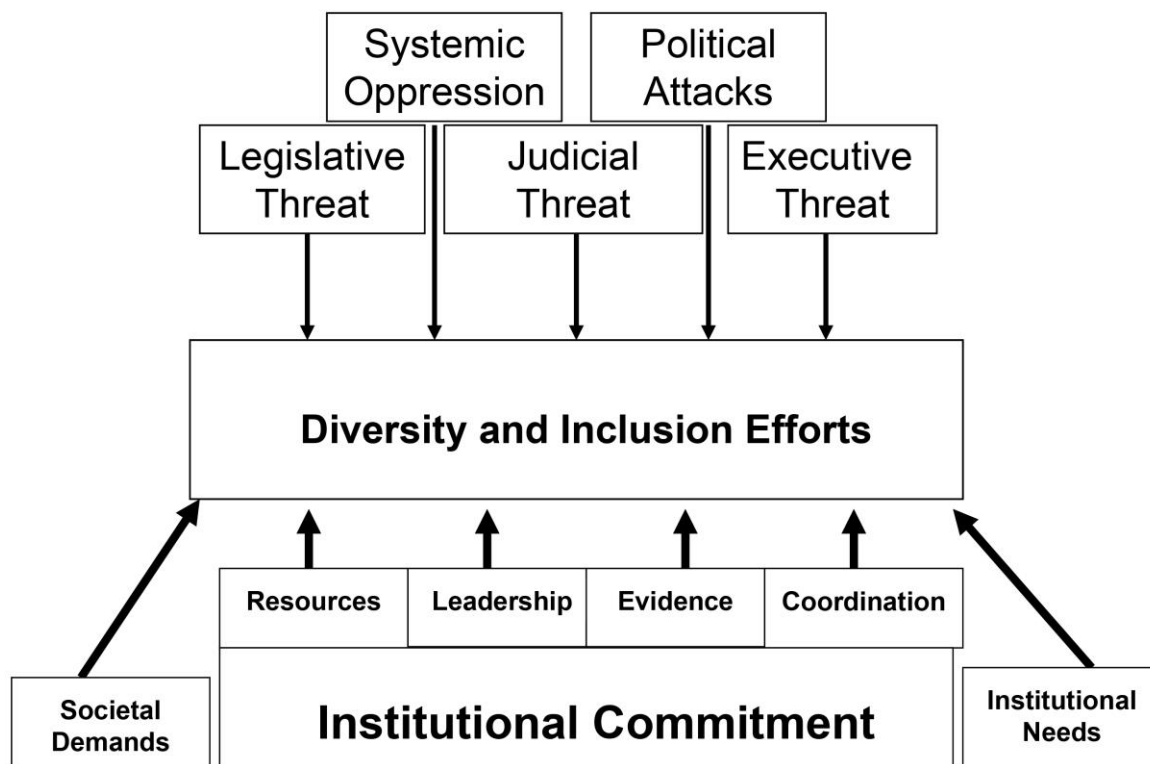 Systemic
Oppression
Political
Attacks
Legislative
Threat
Judicial
Threat
Executive
Threat
Diversity and Inclusion Efforts
Resources
Leadership
Evidence
Coordination
Societal
Demands
Institutional Commitment
Institutional
Needs